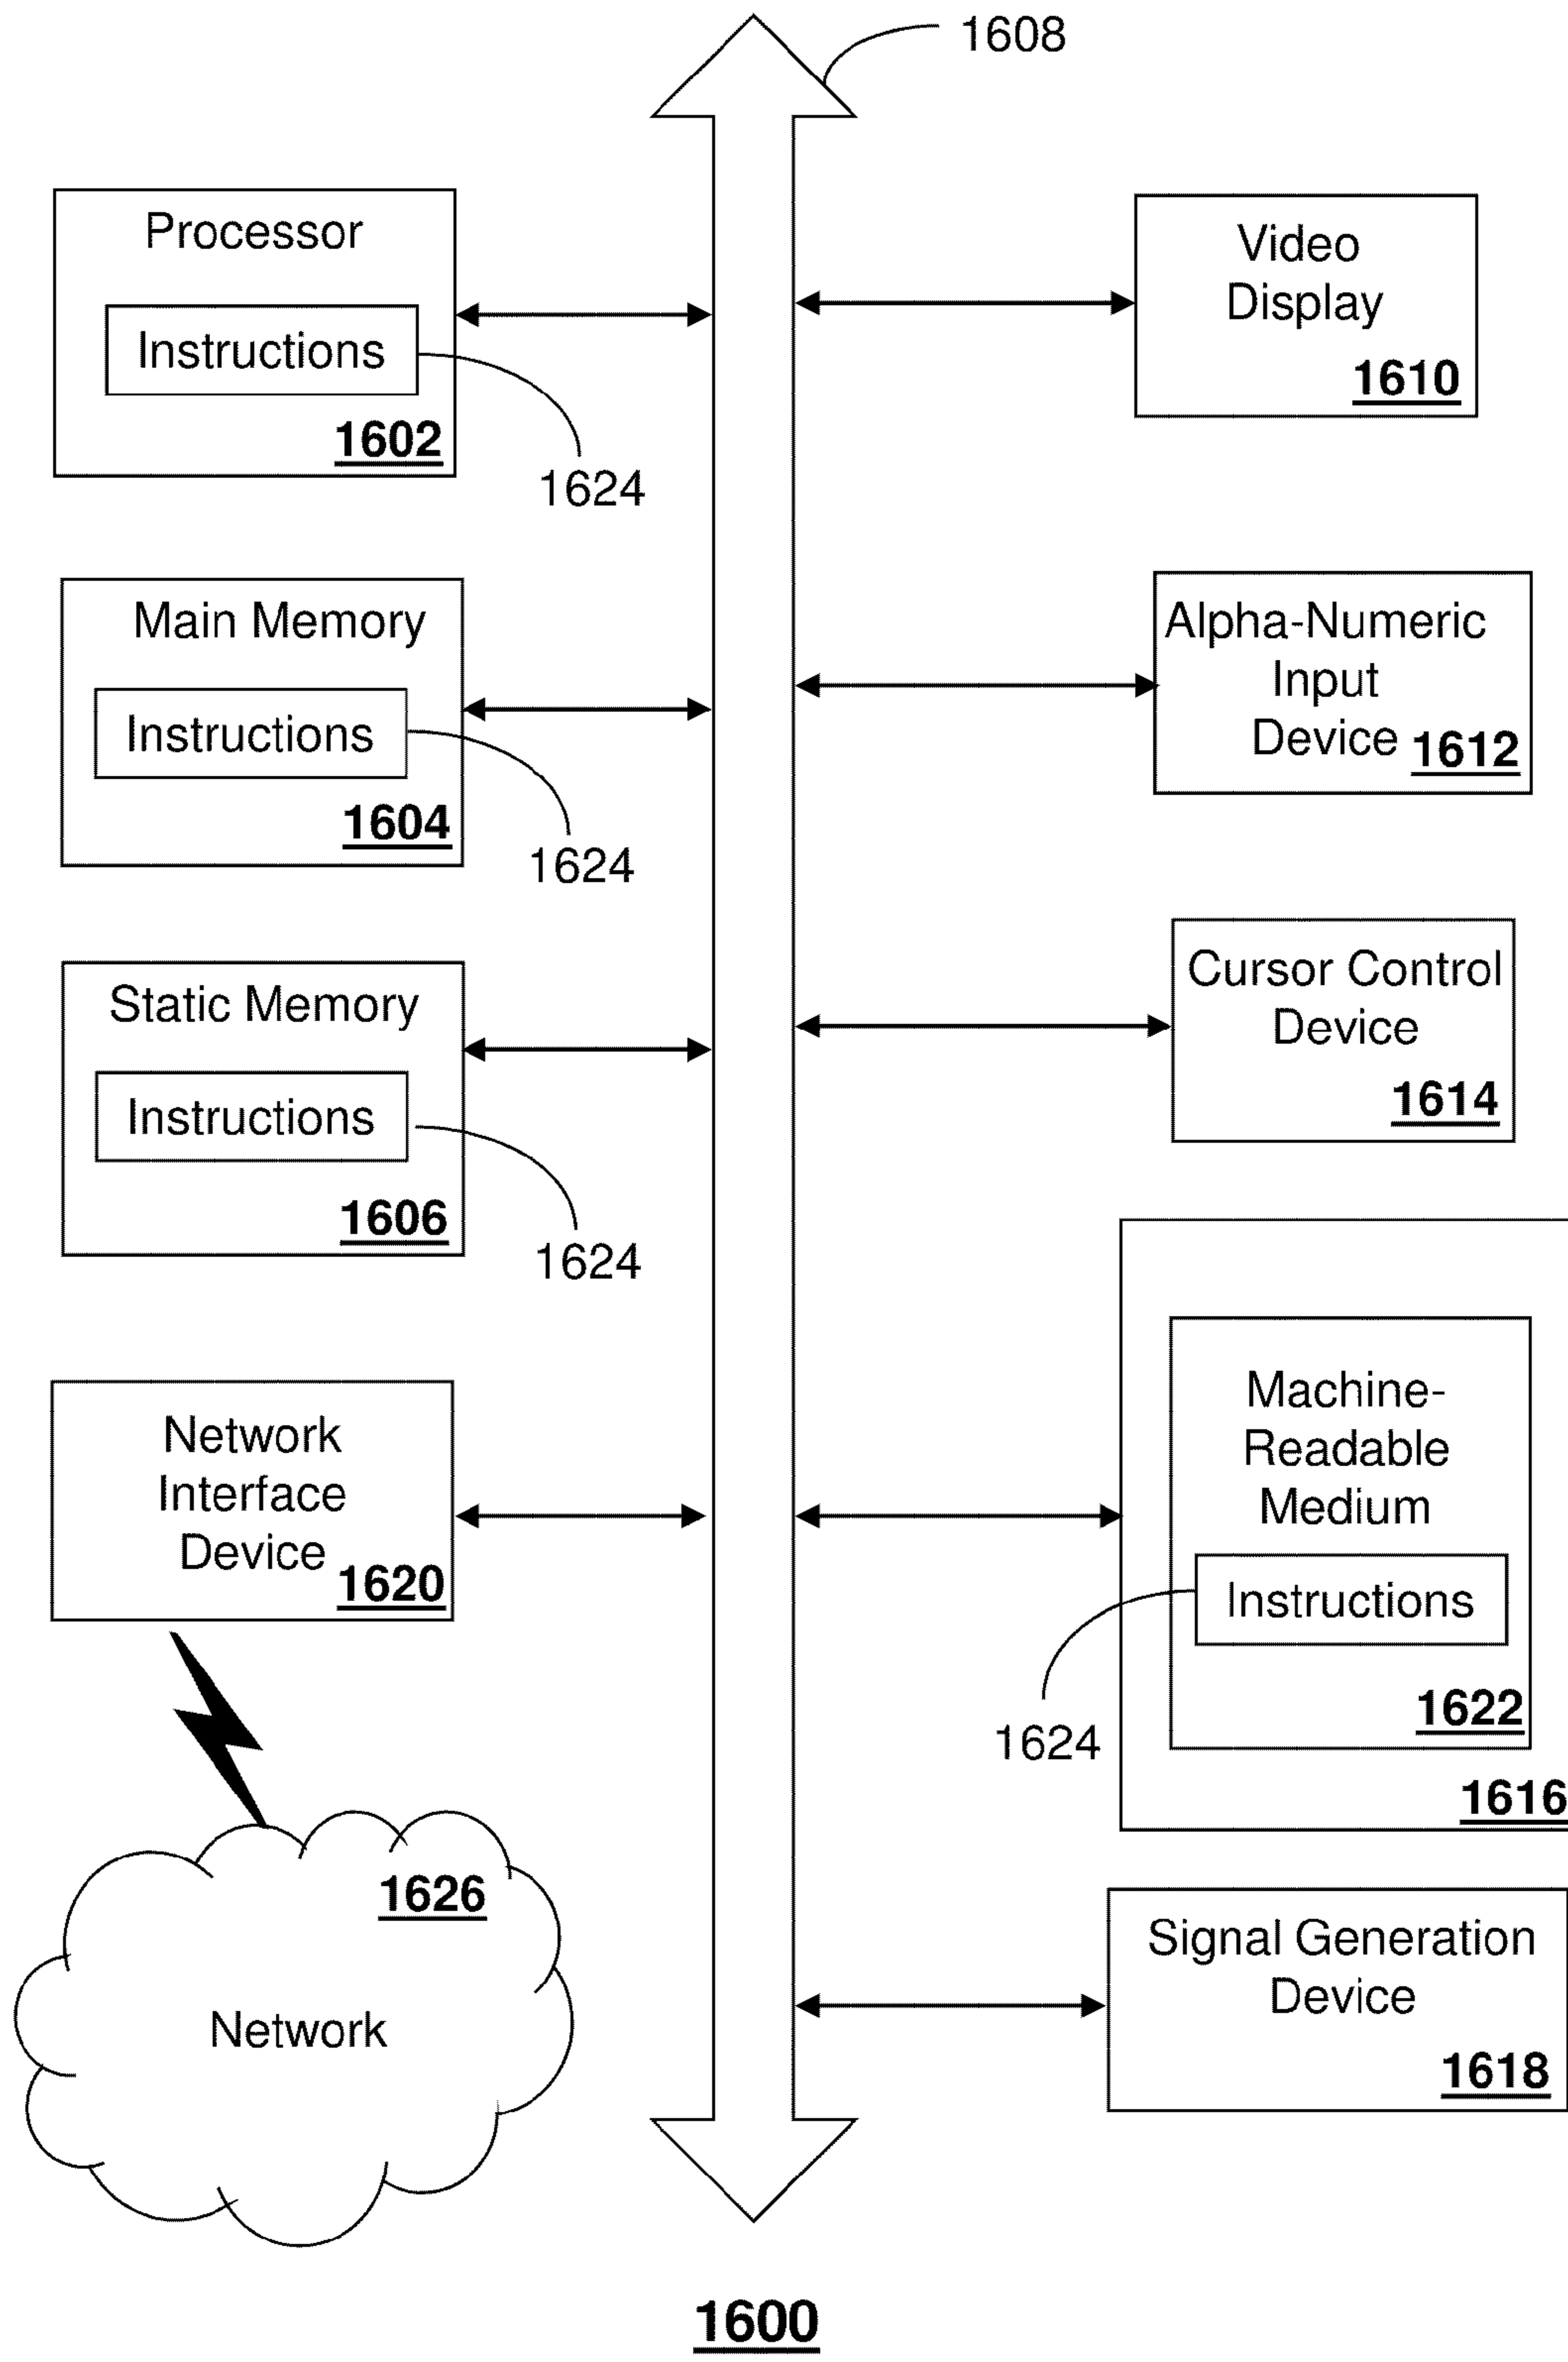 1608
Processor
Instructions
1602
1624
Video
Display
1610
Main Memory
Instructions
1604
1624
Alpha-Numeric
Input
Device 1612
Static Memory
Instructions
1606
1624
Cursor Control
Device
1614
Network
Interface
Device 1620
Machine-
Readable
Medium
Instructions
1622
1624
1616
1626
Network
Signal Generation
Device
1618
1600